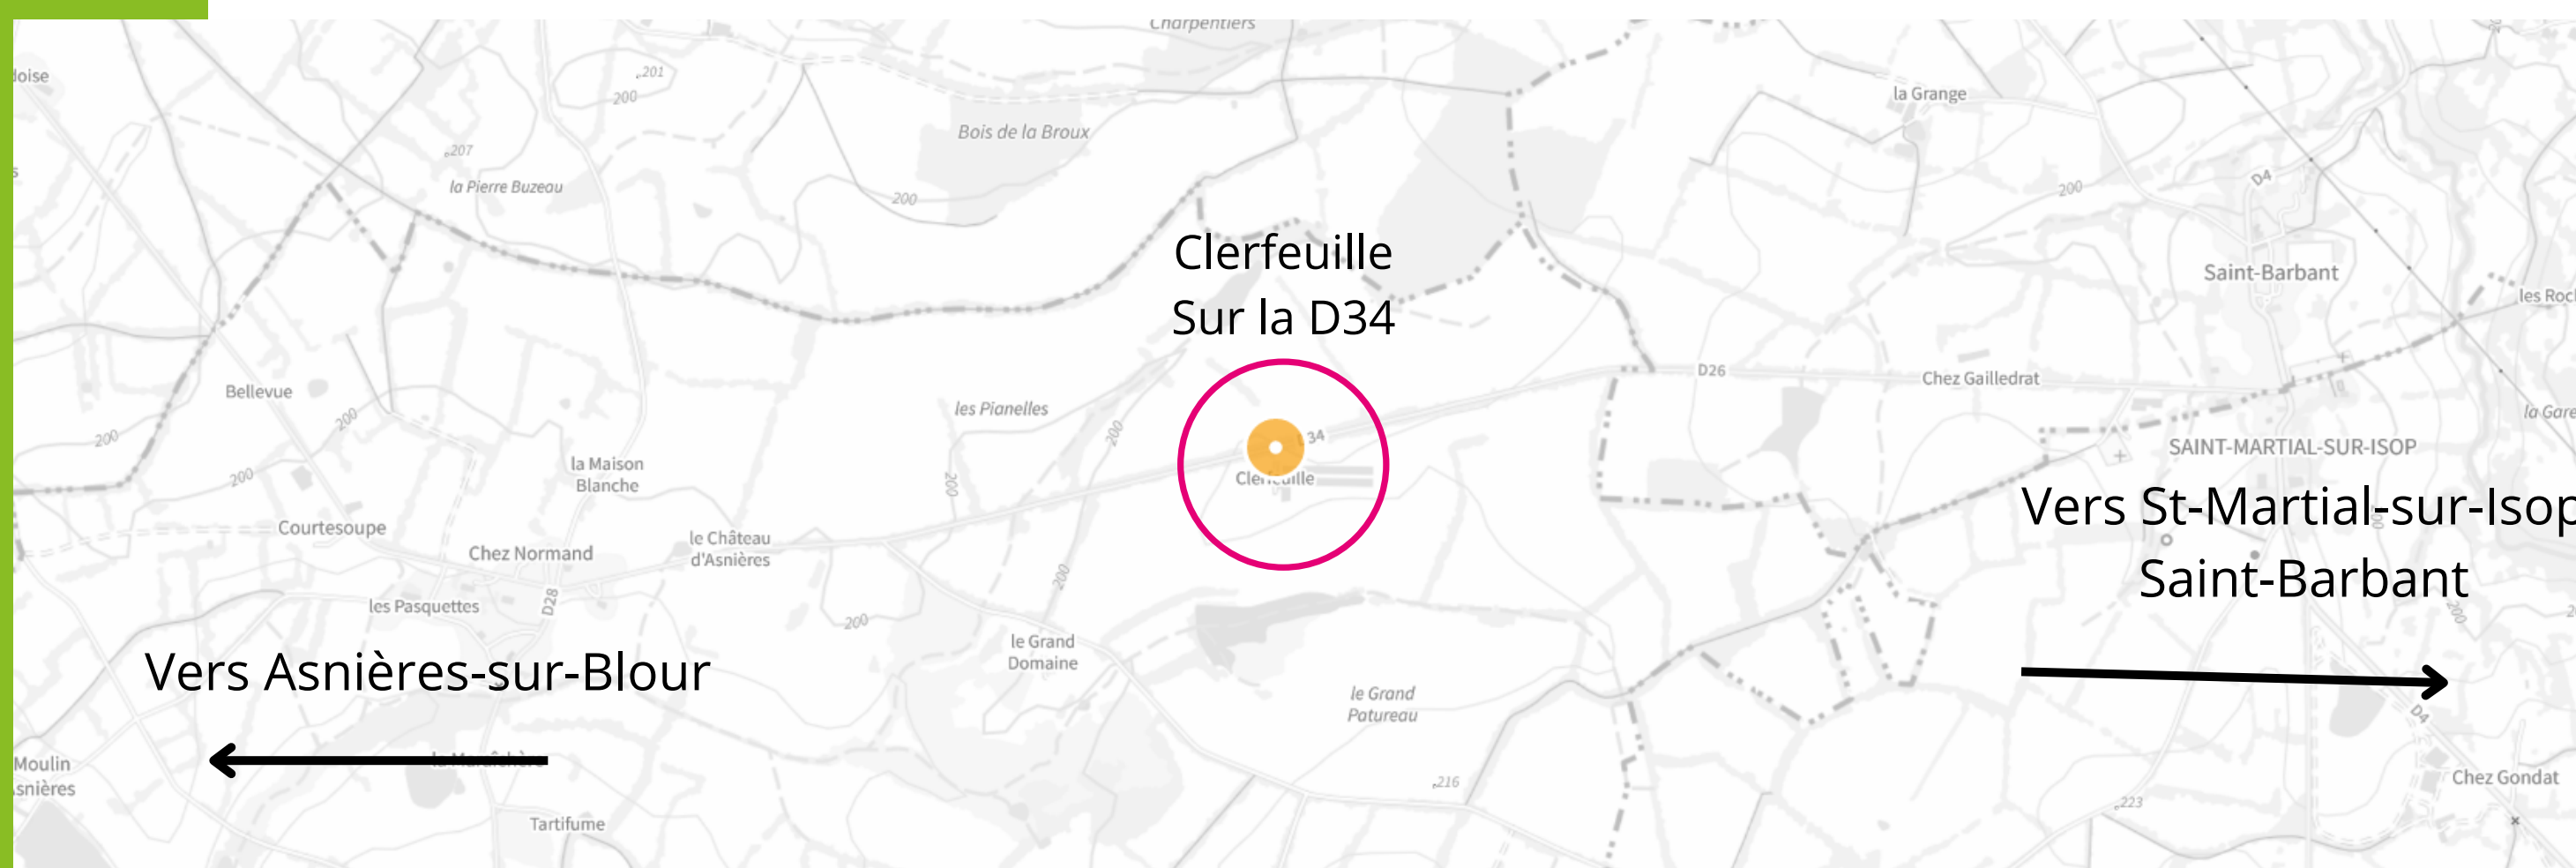 Charpentiers
201
200
la Grange
Bois de la Broux
207
la Pierre Buzeau
200
D4
200
Clerfeuille
Sur la D34
Saint-Barbant
D26
Chez Gailledrat
Bellevue
les Pianelles
200
200
200
34
la Gare
200
la Maison
Blanche
200
Clerfeuille
SAINT-MARTIAL-SUR-ISOP
Vers St-Martial-sur-Isop
Saint-Barbant
Courtesoupe
Chez Normand
le Château
d'Asnières
les Pasquettes
D28
200
200
200
le Grand
Domaine
Vers Asnières-sur-Blour
le Grand
Patureau
D4
Moulin
216
Chez Gondat
223
Tartifume